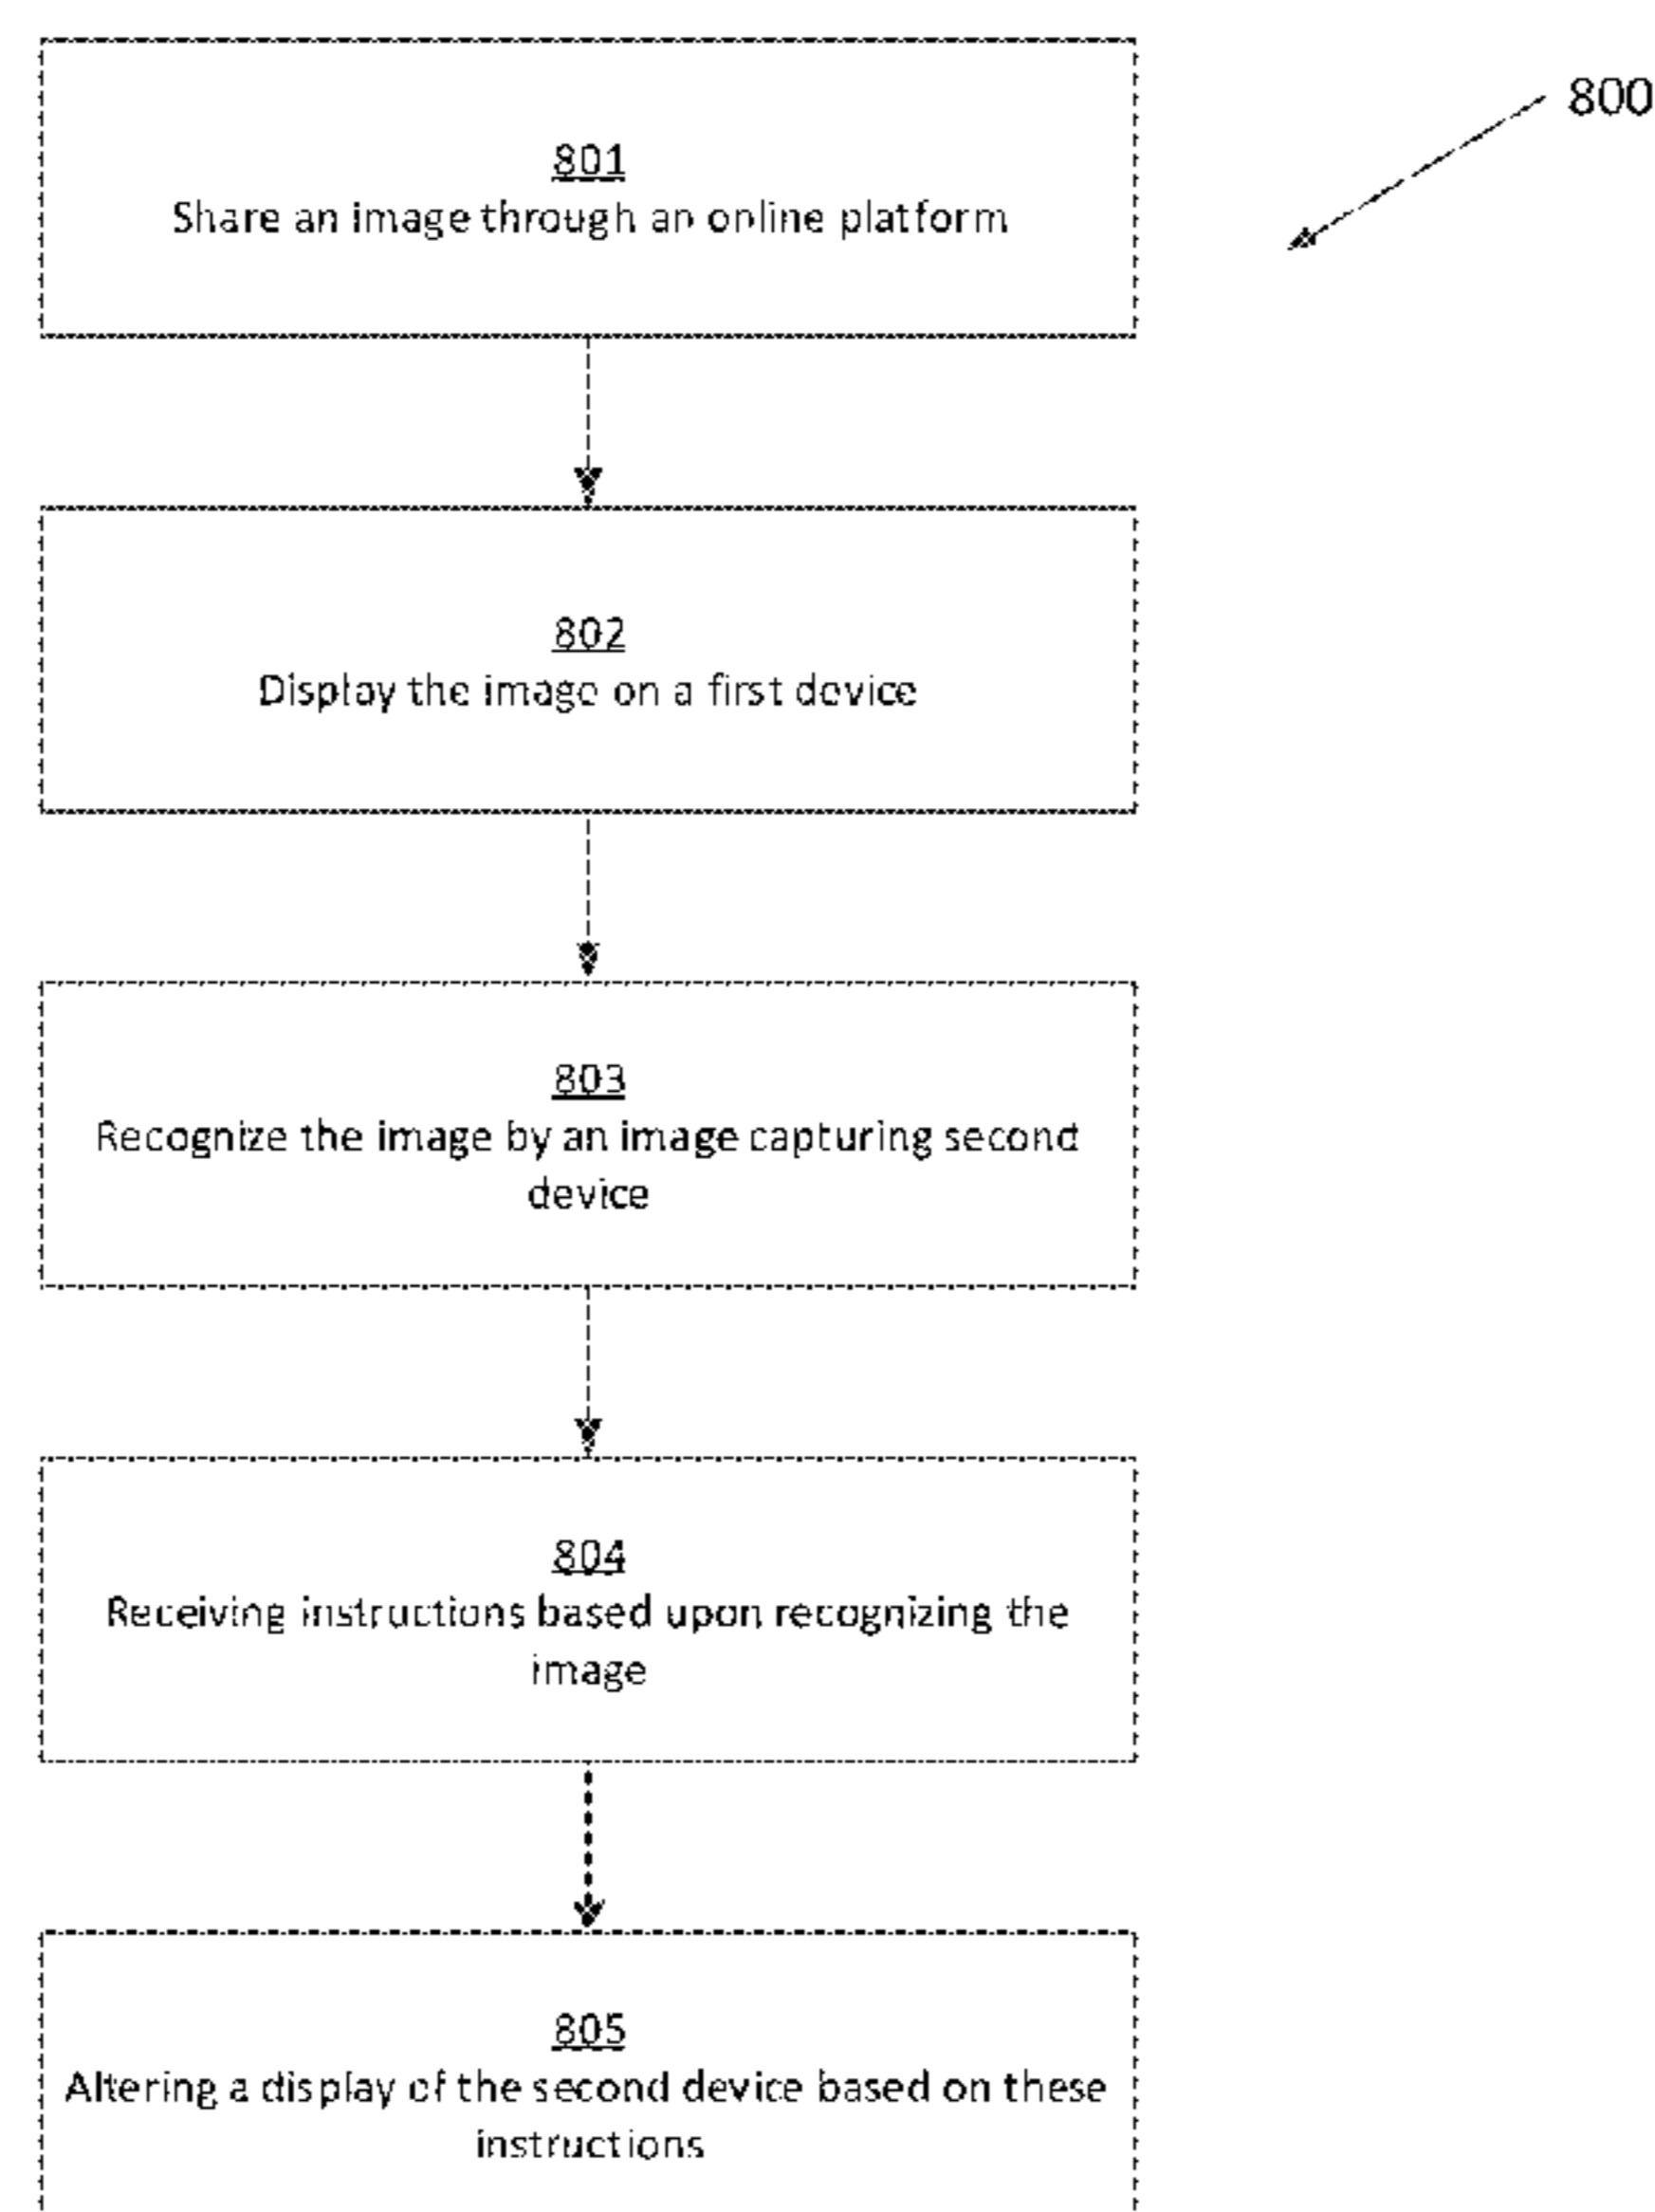 800
801
Share an image through an online platform
802
Display the image on a first device
803
Recognize the image by an image capturing second
device
804
Receiving instructions based upon recognizing the
image
805
Altering a display of the second device based on these
instructions